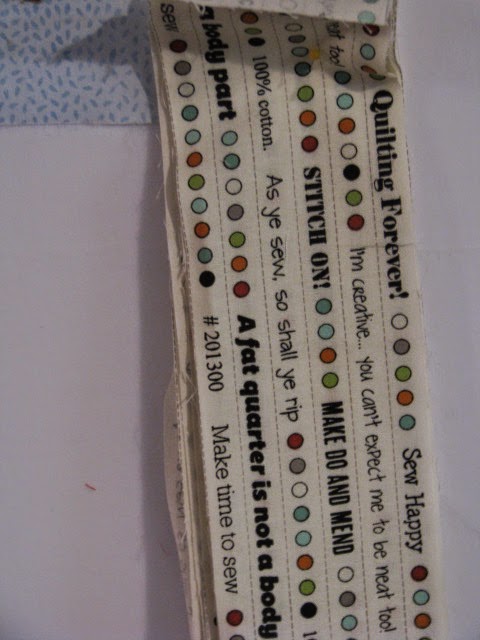 Quilting Forever! Sew Happy
too! I'm creative... you can't expect me to be neat too!
STITCH ON! MAKE DO AND MEND
100% cotton. As ye sew, so shall ye rip
a body part A fat quarter is not a body
sew # 201300 Make time to sew